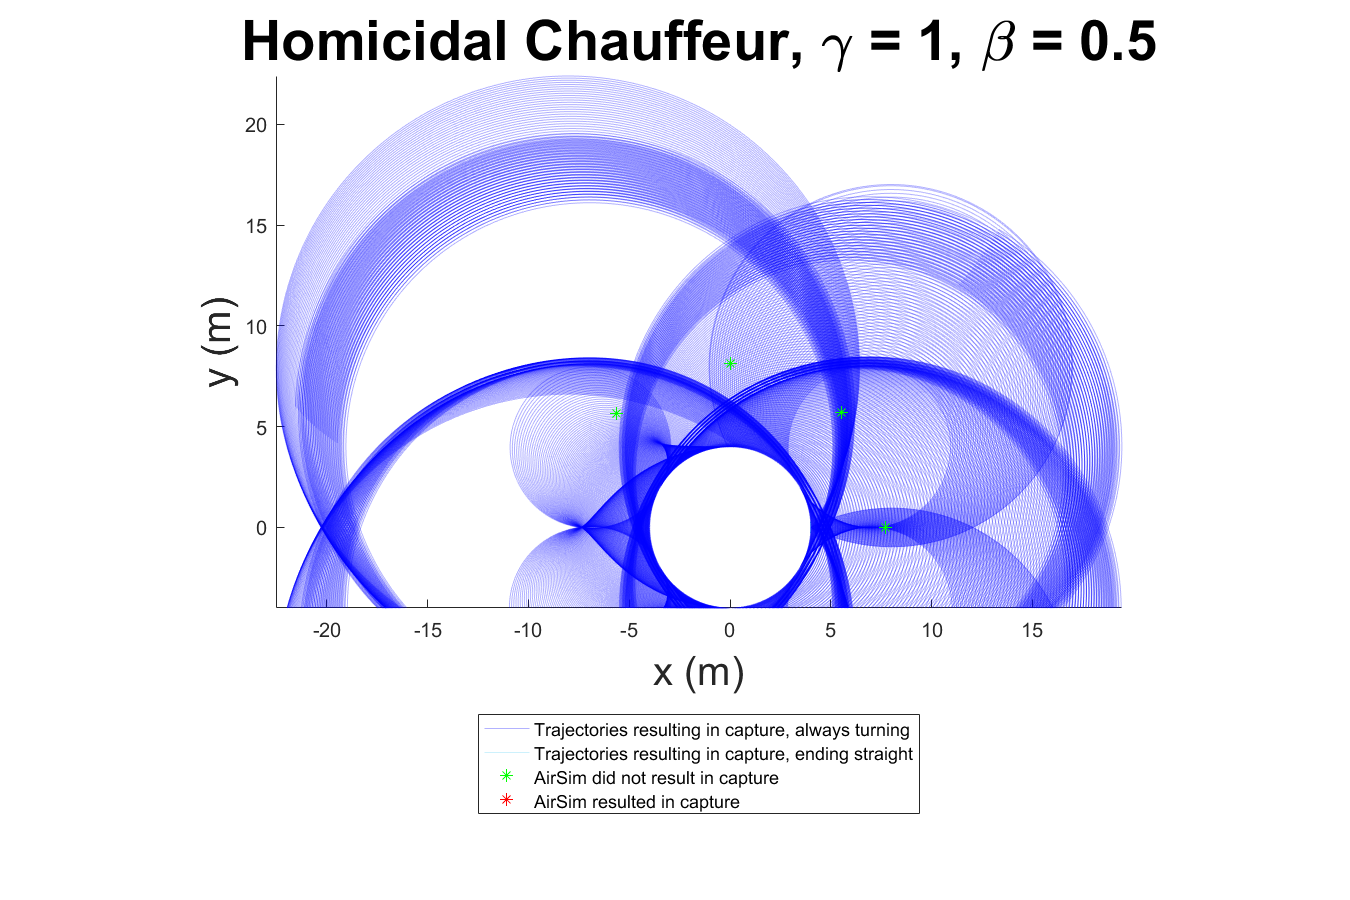 Homicidal Chauffeur, γ = 1, β = 0.5
20
15
10
5
0
y (m)
-20 -15 -10 -5 0 5 10 15
x (m)
Trajectories resulting in capture, always turning
Trajectories resulting in capture, ending straight
AirSim did not result in capture
AirSim resulted in capture